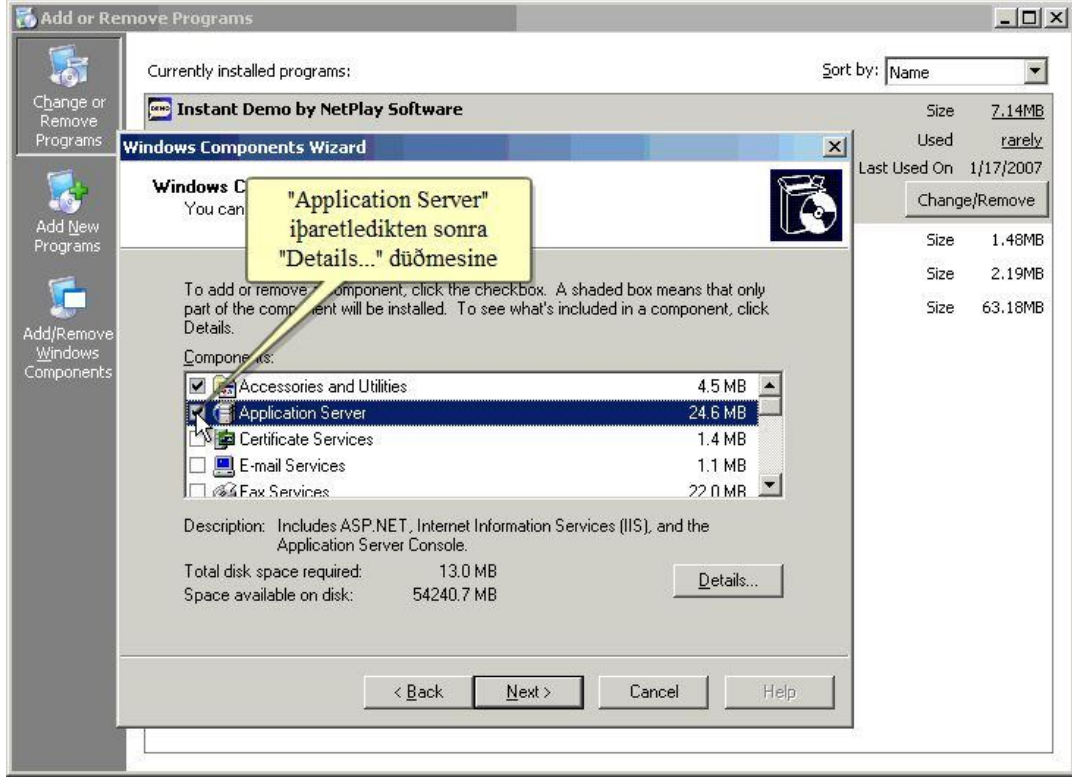 Add or Remove Programs
Change or
Remove
Programs
Add New
Programs
Add/Remove
Windows
Components
Currently installed programs:
Sort by: Name
Instant Demo by NetPlay Software
Size 7.14MB
Used rarely
Last Used On 1/17/2007
Change/Remove
Size 1.48MB
Size 2.19MB
Size 63.18MB
Windows Components Wizard
Windows C
You can
"Application Server"
iþaretledikten sonra
"Details..." düðmesine
To add or remove a component, click the checkbox. A shaded box means that only
part of the component will be installed. To see what's included in a component, click
Details.
Components:
Accessories and Utilities 4.5 MB
Application Server 24.6 MB
Certificate Services 1.4 MB
E-mail Services 1.1 MB
Fax Services 22.0 MB
Description: Includes ASP.NET, Internet Information Services (IIS), and the
Application Server Console.
Total disk space required: 13.0 MB
Space available on disk: 54240.7 MB
Details...
< Back
Next >
Cancel
Help